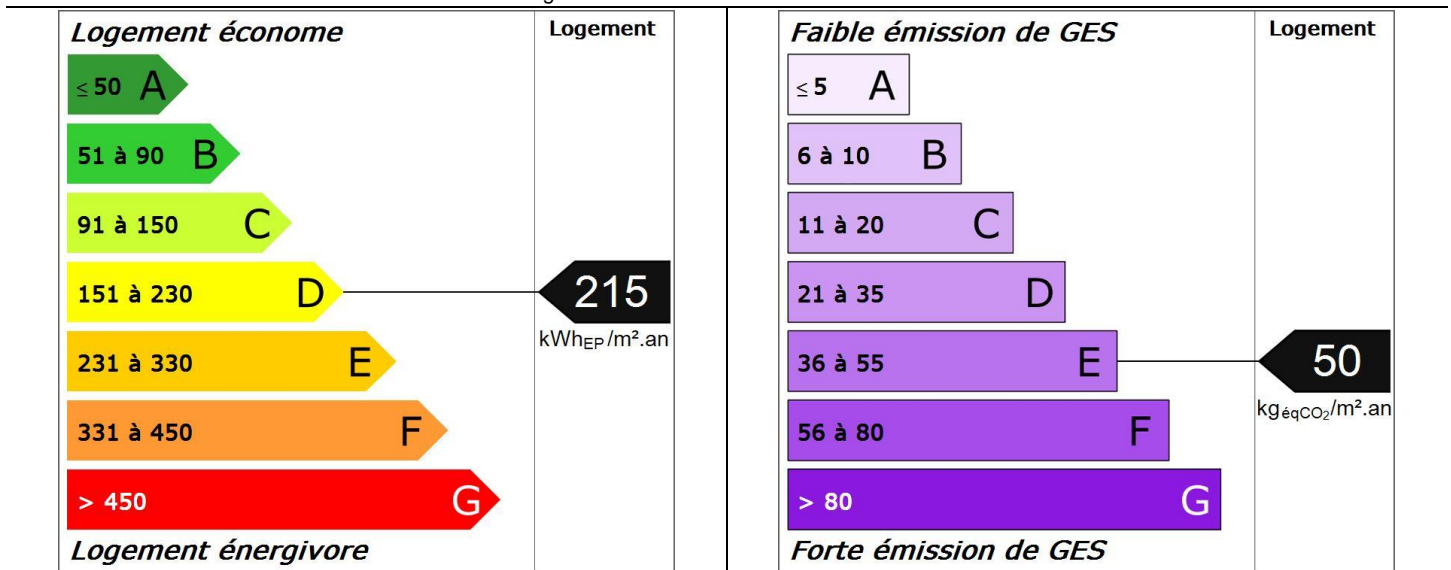 Logement économe
Logement
≤ 50 A
51 à 90 B
91 à 150 C
151 à 230 D
215
kWhEP/m².an
231 à 330 E
331 à 450 F
> 450 G
Logement énergivore
Faible émission de GES
Logement
≤ 5 A
6 à 10 B
11 à 20 C
21 à 35 D
36 à 55 E
50
kgéqCO₂/m².an
56 à 80 F
> 80 G
Forte émission de GES